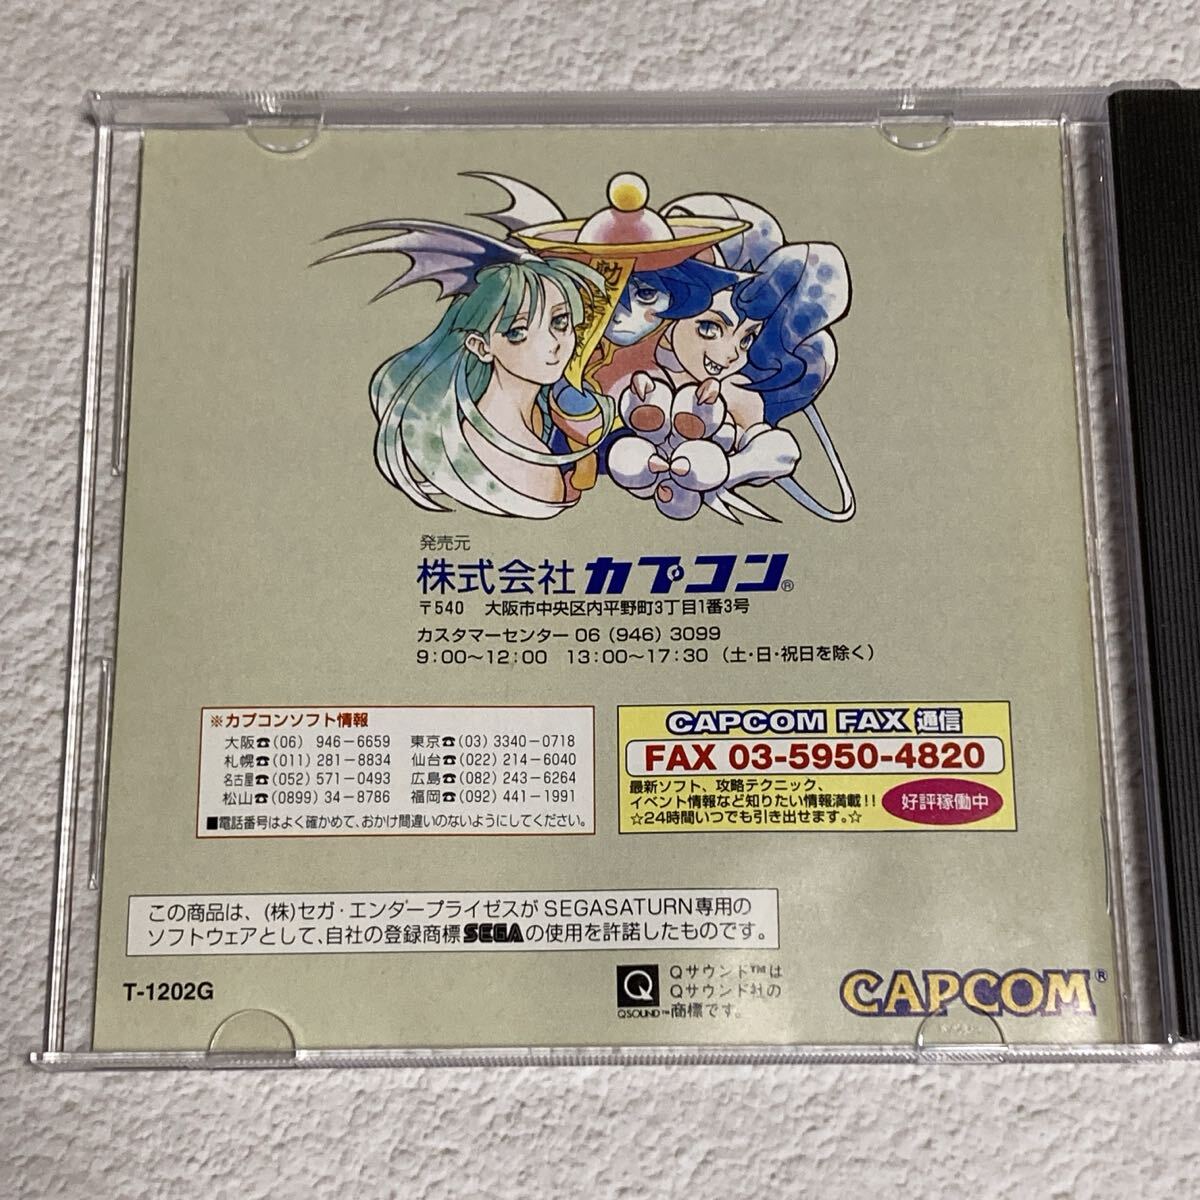 発売元
株式会社 カプコン®
〒540 大阪市中央区内平野町3丁目1番3号
カスタマーセンター 06 (946) 3099
9:00～12:00 13:00～17:30 (土・日・祝日を除く)
※カプコンソフト情報
大阪☎(06) 946-6659 東京☎(03) 3340-0718
札幌☎(011) 281-8834 仙台☎(022) 214-6040
名古屋☎(052) 571-0493 広島☎(082) 243-6264
松山☎(0899) 34-8786 福岡☎(092) 441-1991
■電話番号はよく確かめて、おかけ間違いのないようにしてください。
CAPCOM FAX 通信
FAX 03-5950-4820
最新ソフト、攻略テクニック、
イベント情報など知りたい情報満載!!
☆24時間いつでも引き出せます。☆
好評稼働中
この商品は、(株)セガ・エンタープライゼスがSEGASATURN専用の
ソフトウェアとして、自社の登録商標SEGAの使用を許諾したものです。
T-1202G
Q
QSOUND™
Qサウンド™は
Qサウンド社の
商標です。
CAPCOM®